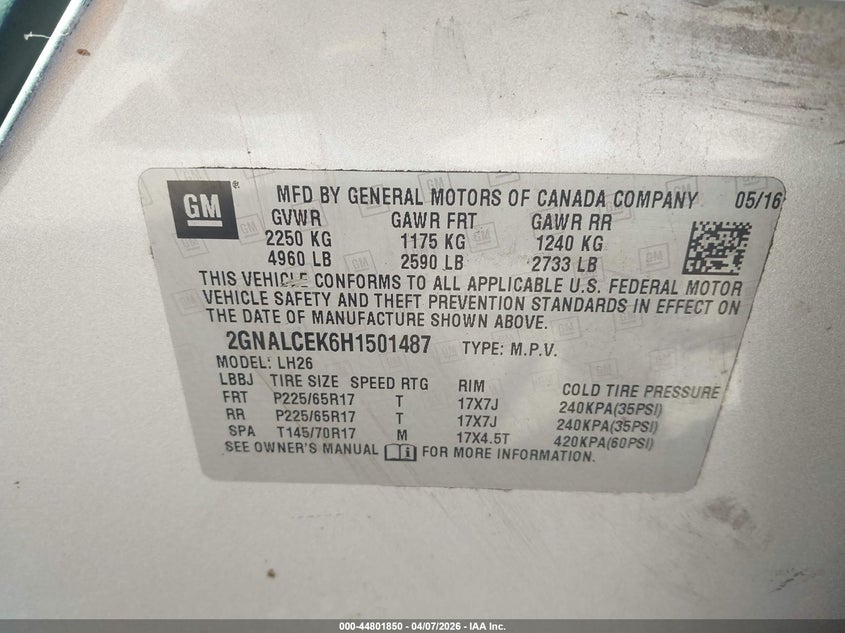 GM ® MFD BY GENERAL MOTORS OF CANADA COMPANY 05/16
GVWR GAWR FRT GAWR RR
2250 KG 1175 KG 1240 KG
4960 LB 2590 LB 2733 LB
THIS VEHICLE CONFORMS TO ALL APPLICABLE U.S. FEDERAL MOTOR
VEHICLE SAFETY AND THEFT PREVENTION STANDARDS IN EFFECT ON
THE DATE OF MANUFACTURE SHOWN ABOVE.
2GNALCEK6H1501487 TYPE: M.P.V.
MODEL: LH26
LBBJ TIRE SIZE SPEED RTG RIM COLD TIRE PRESSURE
FRT P225/65R17 T 17X7J 240KPA(35PSI)
RR P225/65R17 T 17X7J 240KPA(35PSI)
SPA T145/70R17 M 17X4.5T 420KPA(60PSI)
SEE OWNER'S MANUAL FOR MORE INFORMATION.
000-44801850 - 04/07/2026 - IAA Inc.